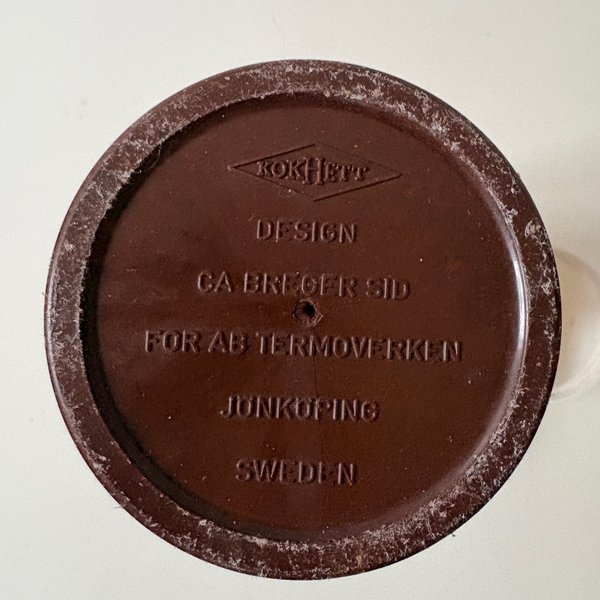 KOKHETT
DESIGN
CA BREGER SID
FÖR AB TERMOVERKEN
JÖNKÖPING
SWEDEN